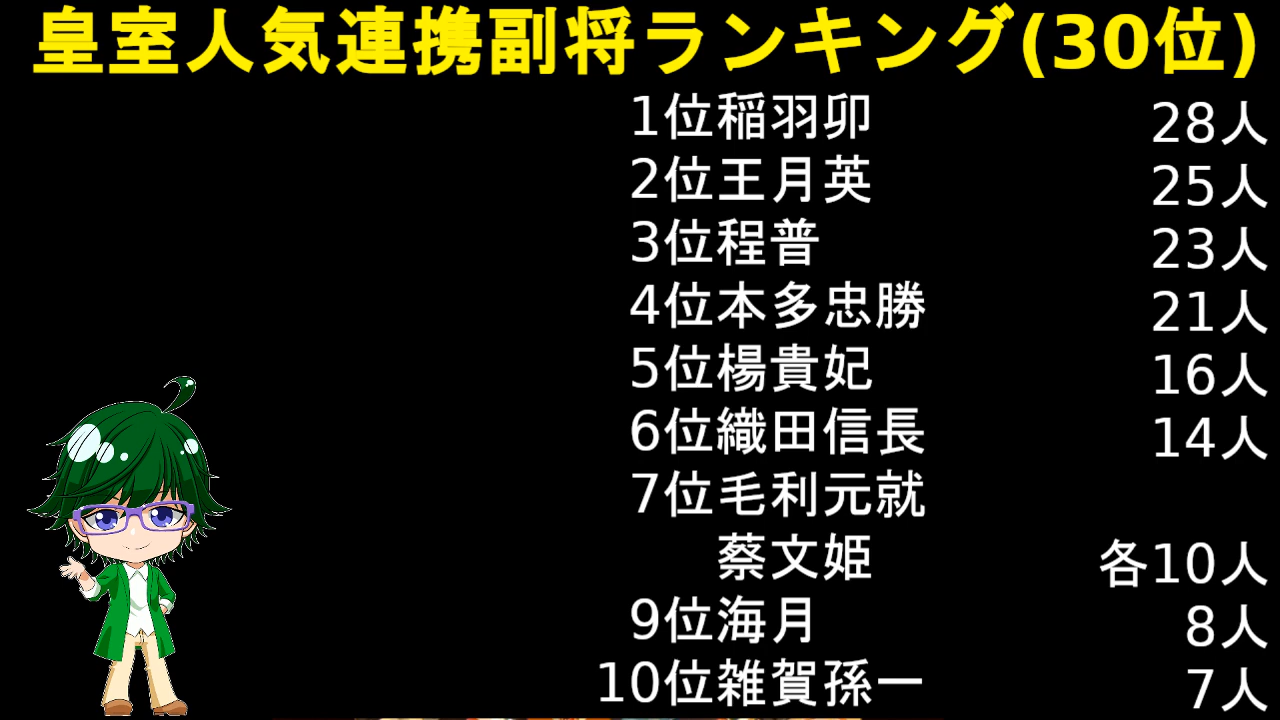 皇室人気連携副将ランキング(30位)
1位稲羽卯 28人
2位王月英 25人
3位程普 23人
4位本多忠勝 21人
5位楊貴妃 16人
6位織田信長 14人
7位毛利元就
蔡文姫 各10人
9位海月 8人
10位雑賀孫一 7人